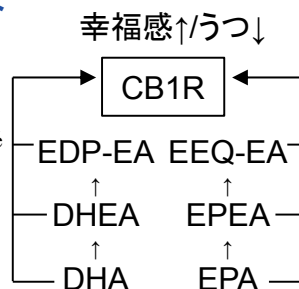 幸福感↑/うつ↓
CB1R
e
EDP-EA EEQ-EA
↑ ↑
DHEA EPEA
↑ ↑
DHA EPA